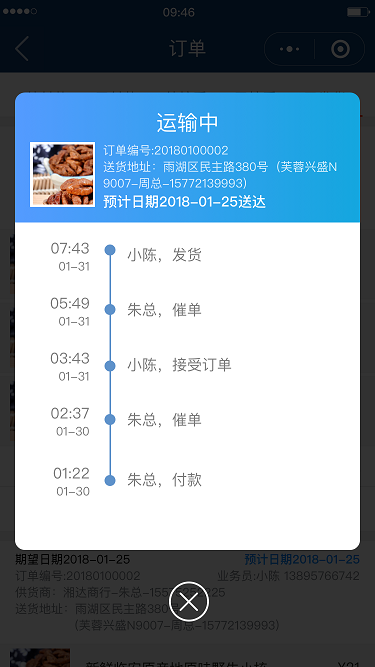 09:46
订单
运输中
订单编号:20180100002
送货地址：雨湖区民主路380号（芙蓉兴盛N
9007-周总-15772139993）
预计日期2018-01-25送达
07:43
01-31
小陈，发货
05:49
01-31
朱总，催单
03:43
01-31
小陈，接受订单
02:37
01-30
朱总，催单
01:22
01-30
朱总，付款
期望日期2018-01-25
预计日期2018-01-25
订单编号:20180100002
业务员:小陈 13895766742
供货商：湘达商行-朱总-155
送货地址：雨湖区民主路380号
（芙蓉兴盛N9007-周总-15772139993）